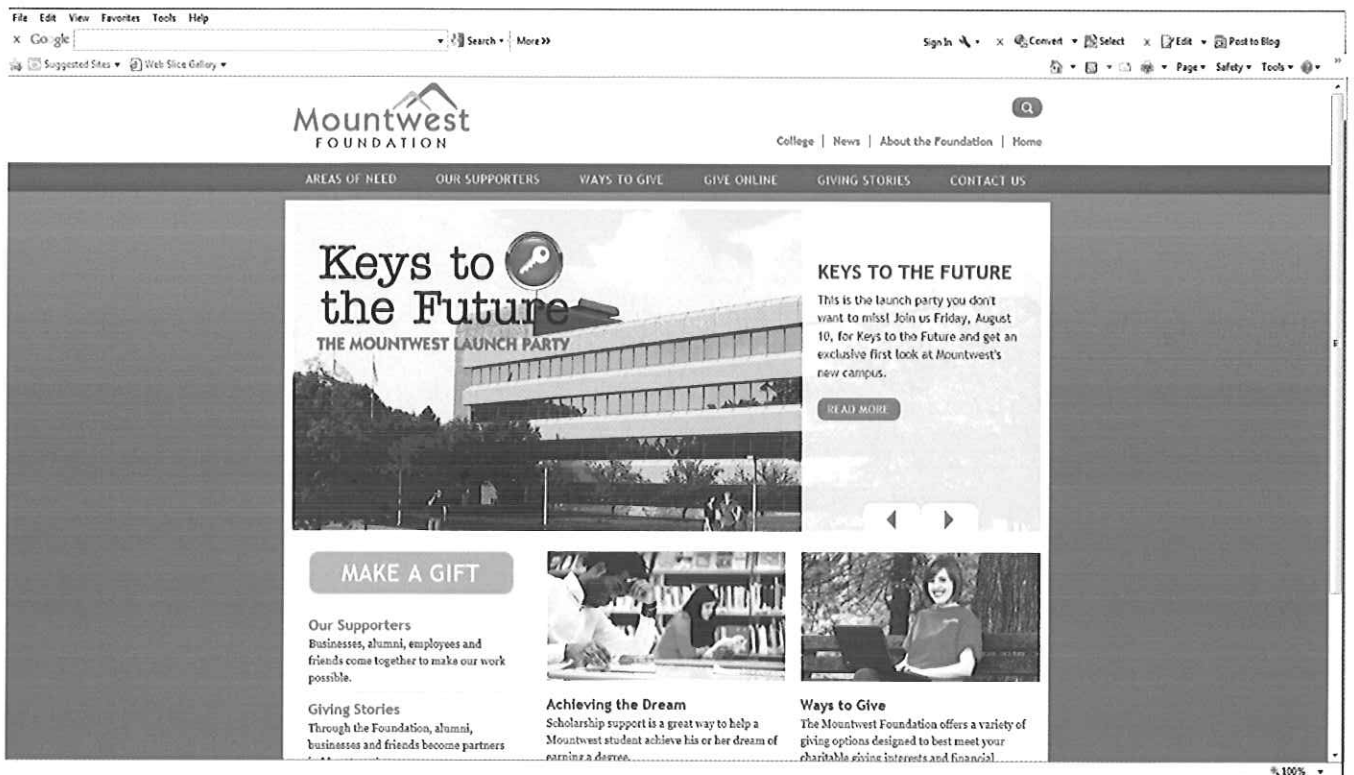 File Edit View Favorites Tools Help
x Google Search More >> Sign In x Convert Select x Edit Post to Blog
Suggested Sites Web Slice Gallery Page Safety Tools
Mountwest
FOUNDATION
College | News | About the Foundation | Home
AREAS OF NEED OUR SUPPORTERS WAYS TO GIVE GIVE ONLINE GIVING STORIES CONTACT US
Keys to
the Future
THE MOUNTWEST LAUNCH PARTY
KEYS TO THE FUTURE
This is the launch party you don't
want to miss! Join us Friday, August
10, for Keys to the Future and get an
exclusive first look at Mountwest's
new campus.
READ MORE
MAKE A GIFT
Our Supporters
Businesses, alumni, employees and
friends come together to make our work
possible.
Giving Stories
Through the Foundation, alumni,
businesses and friends become partners
Achieving the Dream
Scholarship support is a great way to help a
Mountwest student achieve his or her dream of
earning a degree.
Ways to Give
The Mountwest Foundation offers a variety of
giving options designed to best meet your
charitable giving interests and financial
100%